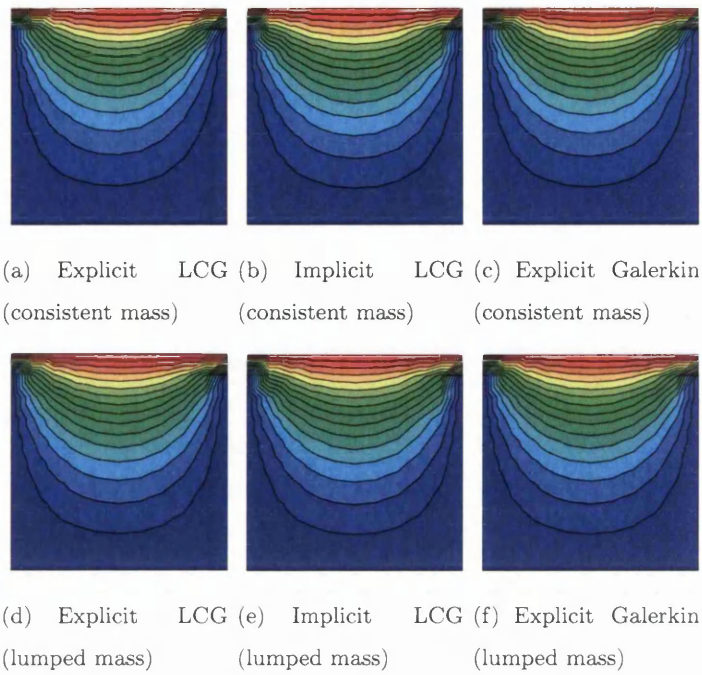 (a) Explicit LCG (b) Implicit LCG (c) Explicit Galerkin
(consistent mass) (consistent mass) (consistent mass)
(d) Explicit LCG (e) Implicit LCG (f) Explicit Galerkin
(lumped mass) (lumped mass) (lumped mass)